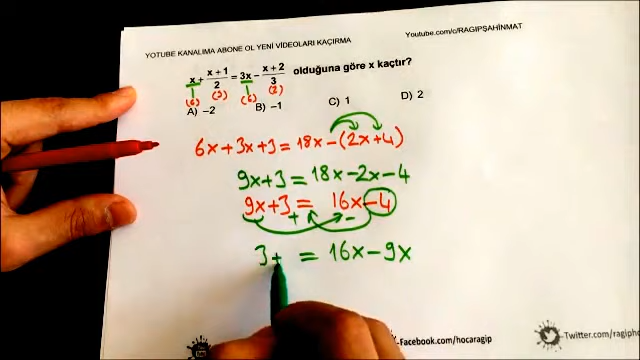 YOTUBE KANALIMA ABONE OL YENİ VİDEOLARI KAÇIRMA
Youtube.com/c/RAGIPŞAHİNMAT
x + x+1/2 = 3x − x+2/3 olduğuna göre x kaçtır?
(6) (3) (6) (2)
A) −2 B) −1 C) 1 D) 2
6x+3x+3 = 18x −(2x+4)
9x+3 = 18x−2x−4
9x+3 = 16x−4
+ −
3+ = 16x−9x
Facebook.com/hocaragip
Twitter.com/ragiphe